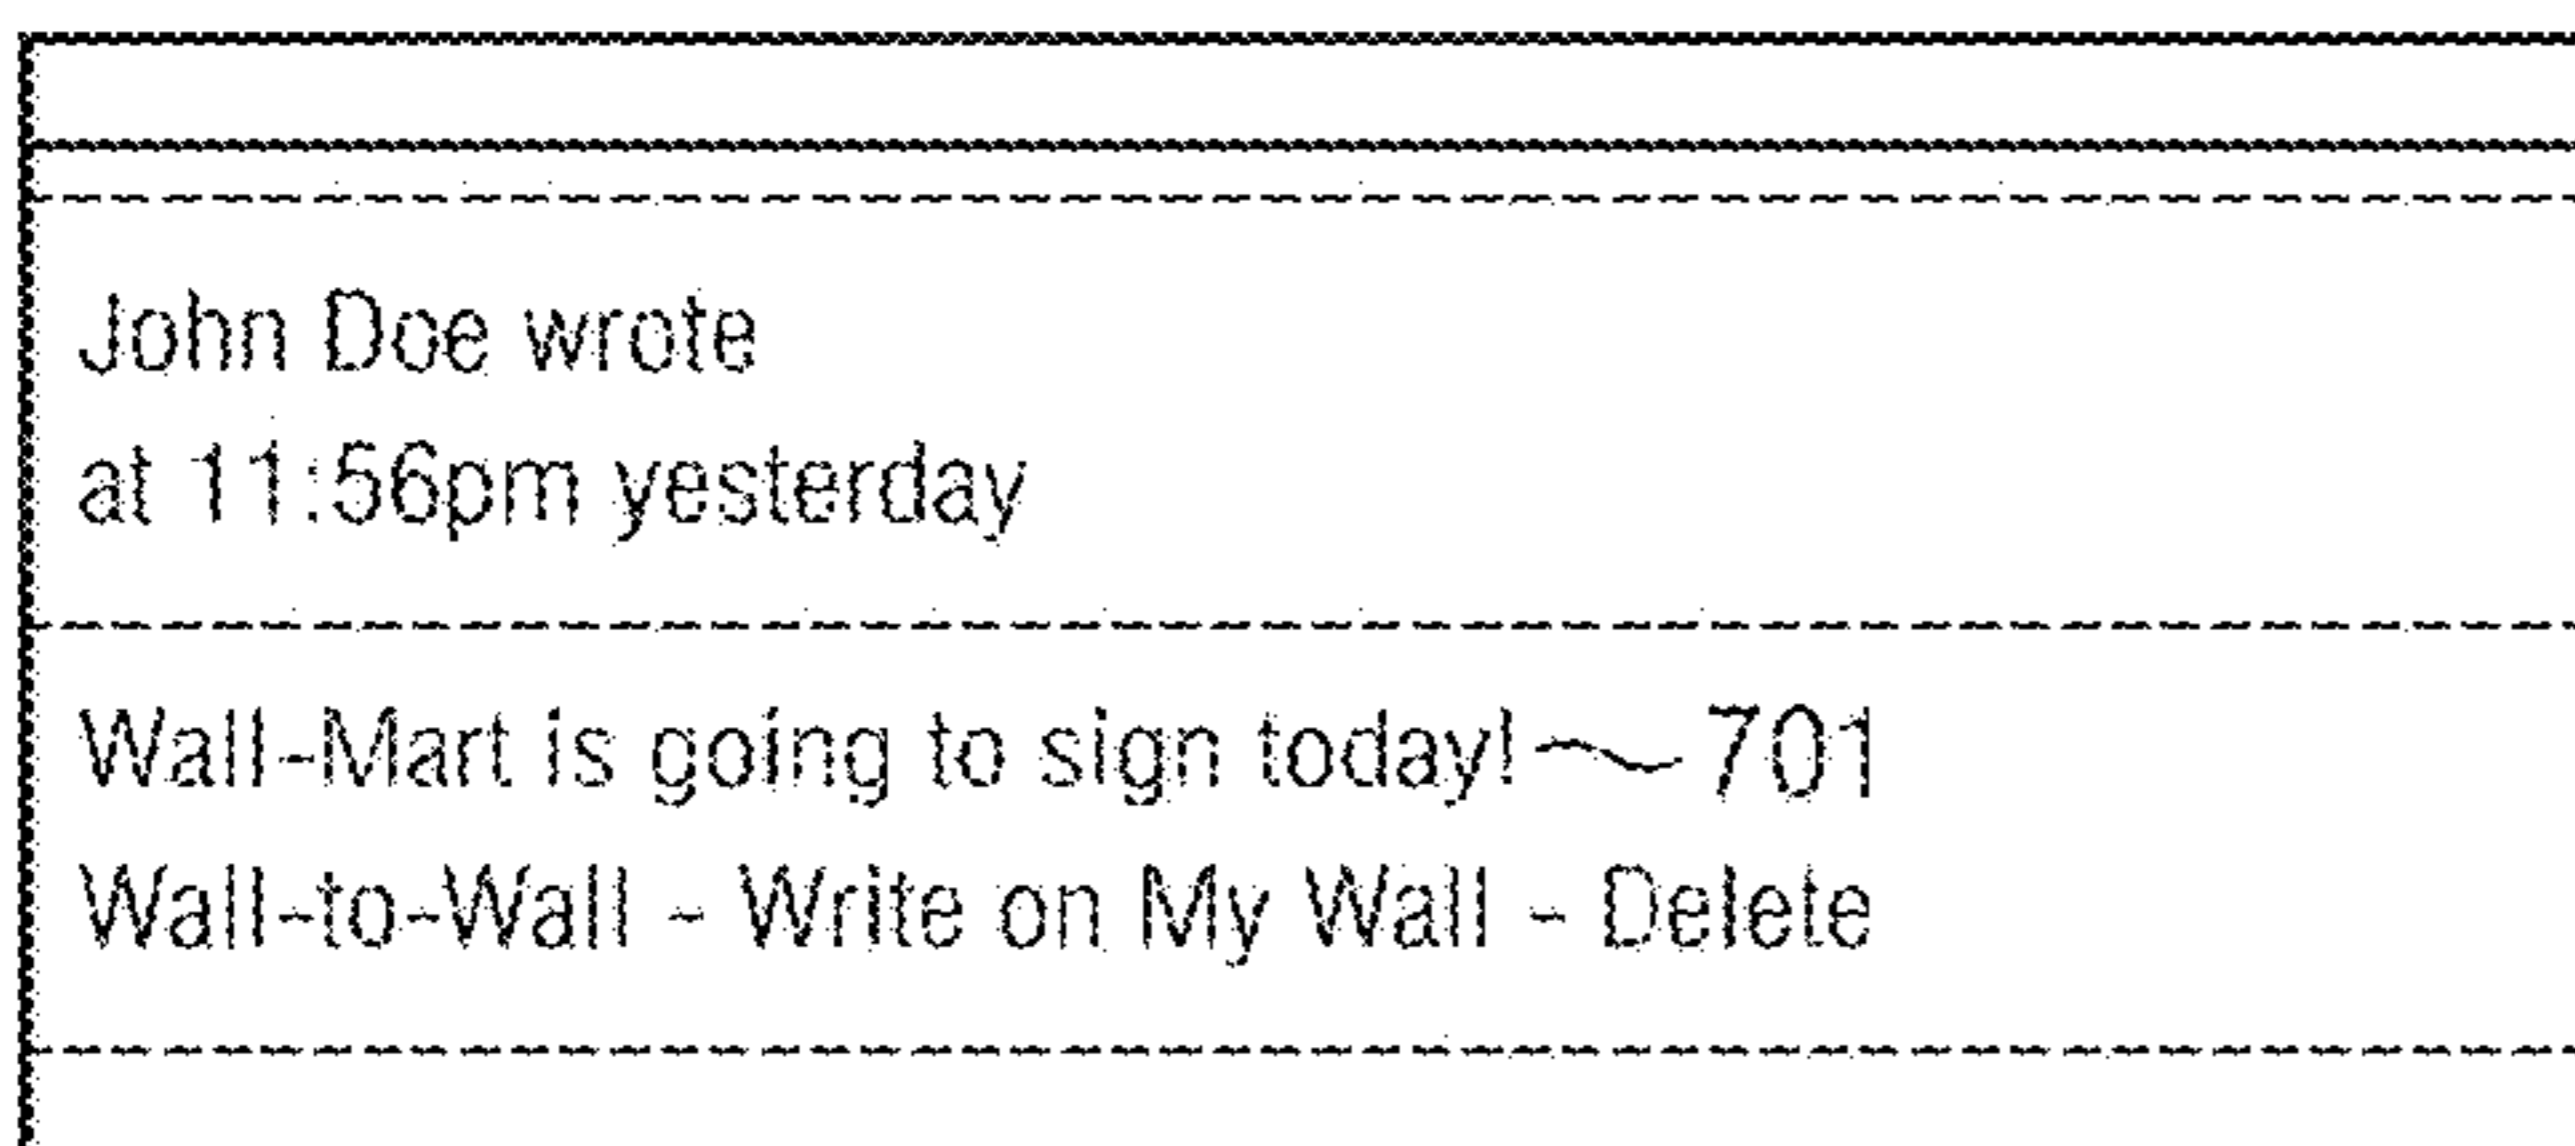 John Doe wrote
at 11:56pm yesterday
Wall-Mart is going to sign today! 701
Wall-to-Wall - Write on My Wall - Delete